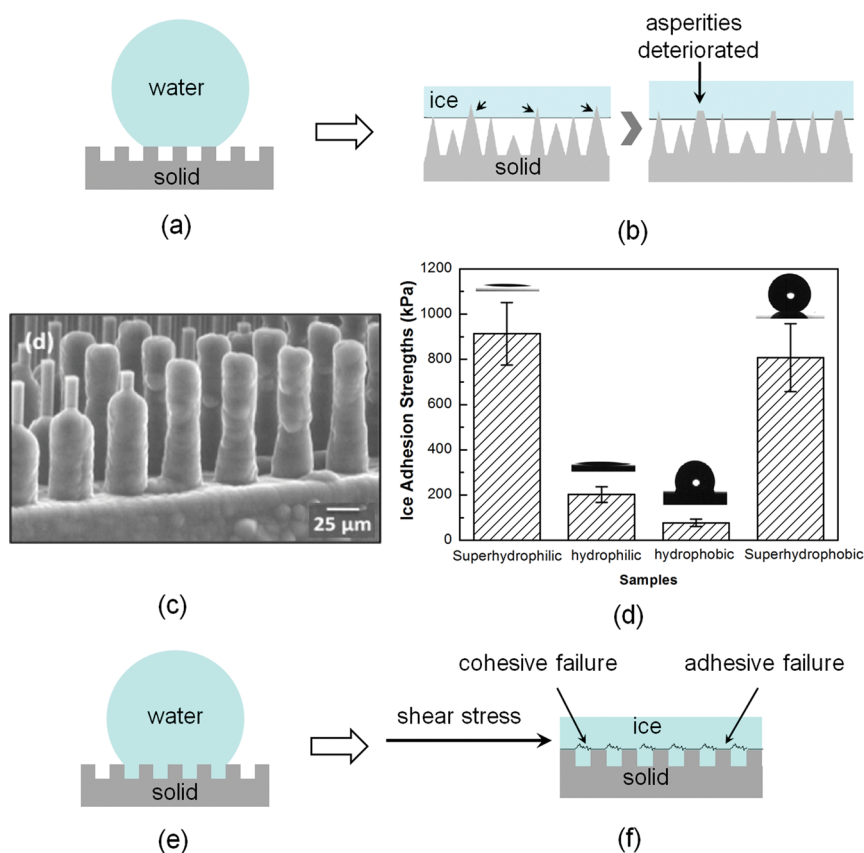 water
solid
(a)
asperities
deteriorated
ice
solid
(b)
(d)
25 µm
(c)
1200
1000
800
600
400
200
0
Ice Adhesion Strengths (kPa)
Superhydrophilic hydrophilic hydrophobic Superhydrophobic
Samples
(d)
water
solid
(e)
cohesive failure adhesive failure
shear stress
ice
solid
(f)